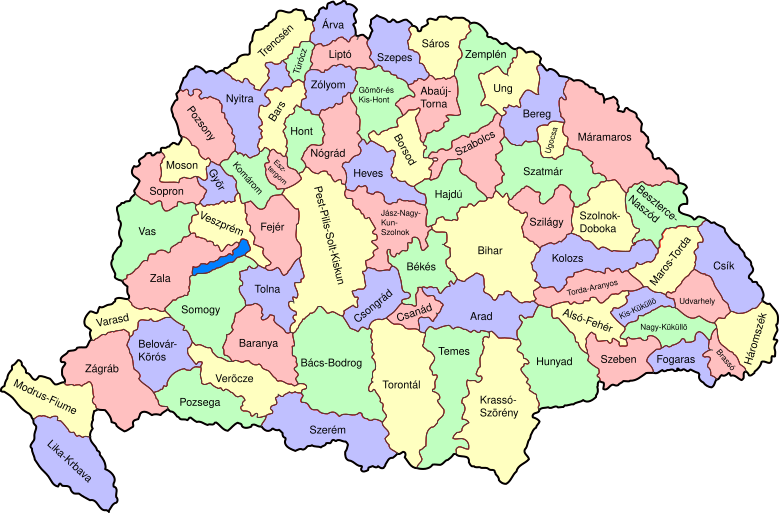 Árva
Trencsén
Liptó
Túrócz
Szepes
Sáros
Zemplén
Nyitra
Zólyom
Gömör-és
Kis-Hont
Abaúj-
Torna
Ung
Bereg
Pozsony
Bars
Hont
Nógrád
Borsod
Szabolcs
Ugocsa
Máramaros
Moson
Győr
Komárom
Esz-
tergom
Heves
Szatmár
Sopron
Hajdú
Vas
Veszprém
Fejér
Pest-Pilis-Solt-Kiskun
Jász-Nagy-
Kun-
Szolnok
Bihar
Szilágy
Szolnok-
Doboka
Besztercze-
Naszód
Zala
Tolna
Békés
Kolozs
Maros-Torda
Csík
Somogy
Csongrád
Csanád
Arad
Torda-Aranyos
Udvarhely
Varasd
Alsó-Fehér
Kis-Küküllő
Nagy-Küküllő
Háromszék
Belovár-
Körös
Baranya
Bács-Bodrog
Temes
Hunyad
Szeben
Fogaras
Brassó
Zágráb
Verőcze
Torontál
Krassó-
Szörény
Modrus-Fiume
Pozsega
Szerém
Lika-Krbava